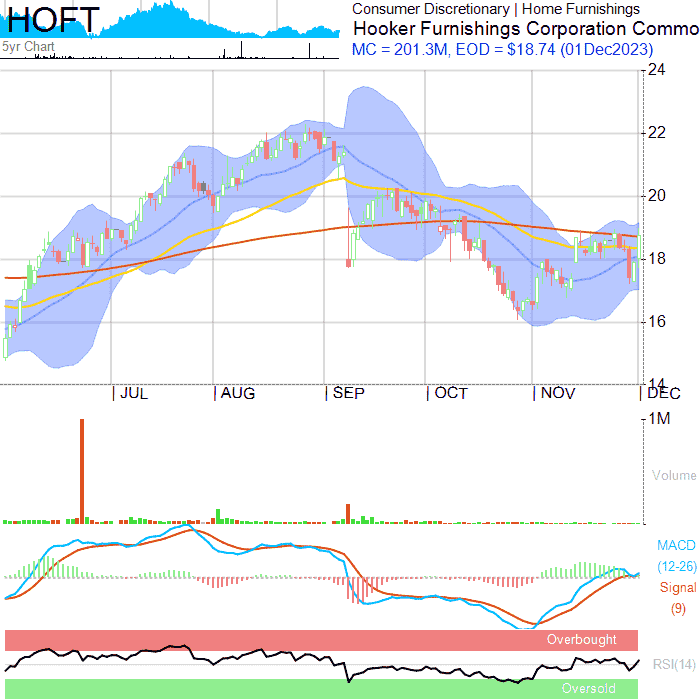 HOFT
5yr Chart
Consumer Discretionary | Home Furnishings
Hooker Furnishings Corporation Commo
MC = 201.3M, EOD = $18.74 (01Dec2023)
24
22
20
18
16
14
JUL AUG SEP OCT NOV DEC
1M
Volume
MACD
(12-26)
Signal
(9)
Overbought
RSI(14)
Oversold